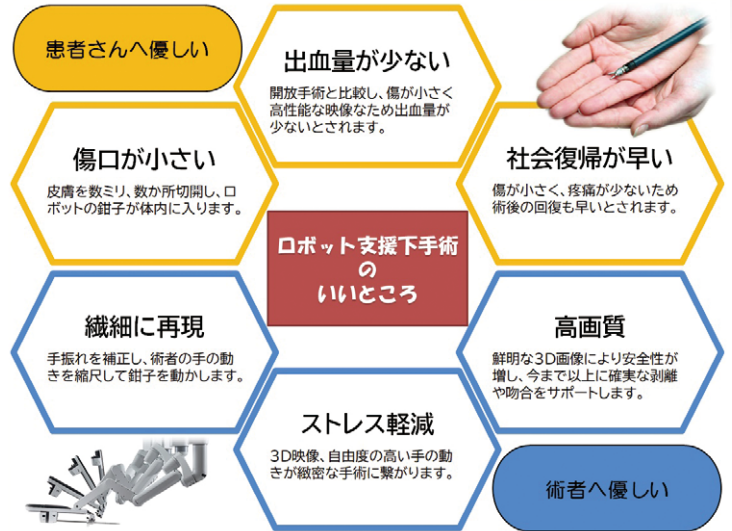 患者さんへ優しい
出血量が少ない
開放手術と比較し、傷が小さく
高性能な映像なため出血量が
少ないとされます。
傷口が小さい
皮膚を数ミリ、数か所切開し、ロ
ボットの鉗子が体内に入ります。
社会復帰が早い
傷が小さく、疼痛が少ないため
術後の回復も早いとされます。
ロボット支援下手術
の
いいところ
繊細に再現
手振れを補正し、術者の手の動
きを縮尺して鉗子を動かします。
高画質
鮮明な3D画像により安全性が
増し、今まで以上に確実な剥離
や吻合をサポートします。
ストレス軽減
3D映像、自由度の高い手の動
きが緻密な手術に繋がります。
術者へ優しい